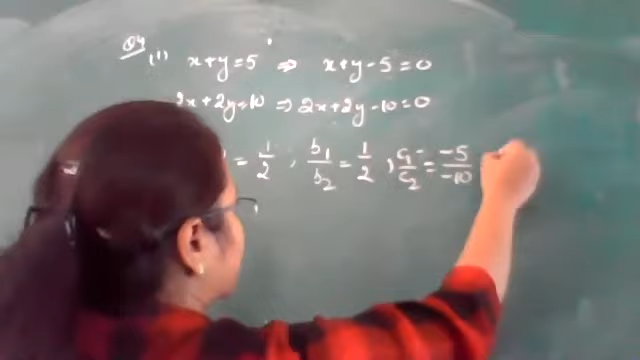 Q4 (i) x+y=5 ⇒ x+y-5=0
2x+2y=10 ⇒ 2x+2y-10=0
= 1/2 , b₁/b₂ = 1/2 , c₁/c₂ = -5/-10